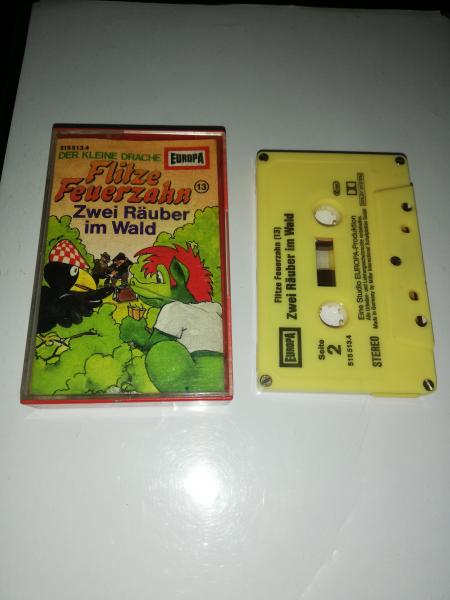 515 513.4
DER KLEINE DRACHE
EUROPA
Flitze
Feuerzahn
13
Zwei Räuber
im Wald
Flitze Feuerzahn (13)
Zwei Räuber im Wald
EUROPA
Seite
2
515 513.4
Eine Studio EUROPA-Produktion
STEREO